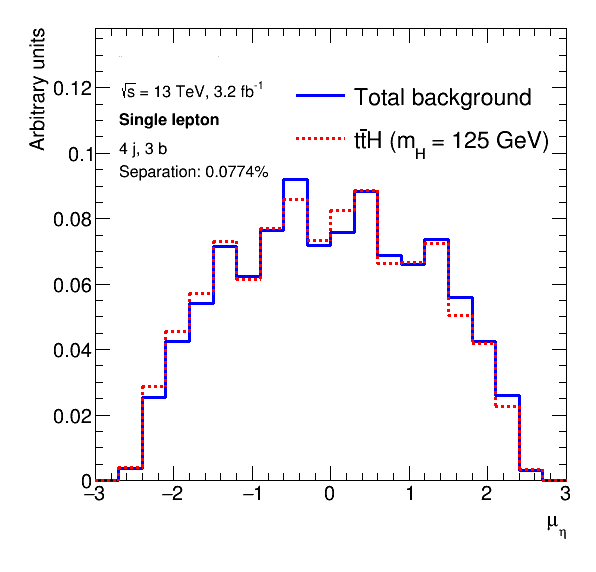 Arbitrary units
0.12
0.1
0.08
0.06
0.04
0.02
0
√s = 13 TeV, 3.2 fb⁻¹
Single lepton
4 j, 3 b
Separation: 0.0774%
Total background
tt̄H (m_H = 125 GeV)
−3 −2 −1 0 1 2 3
μ_η